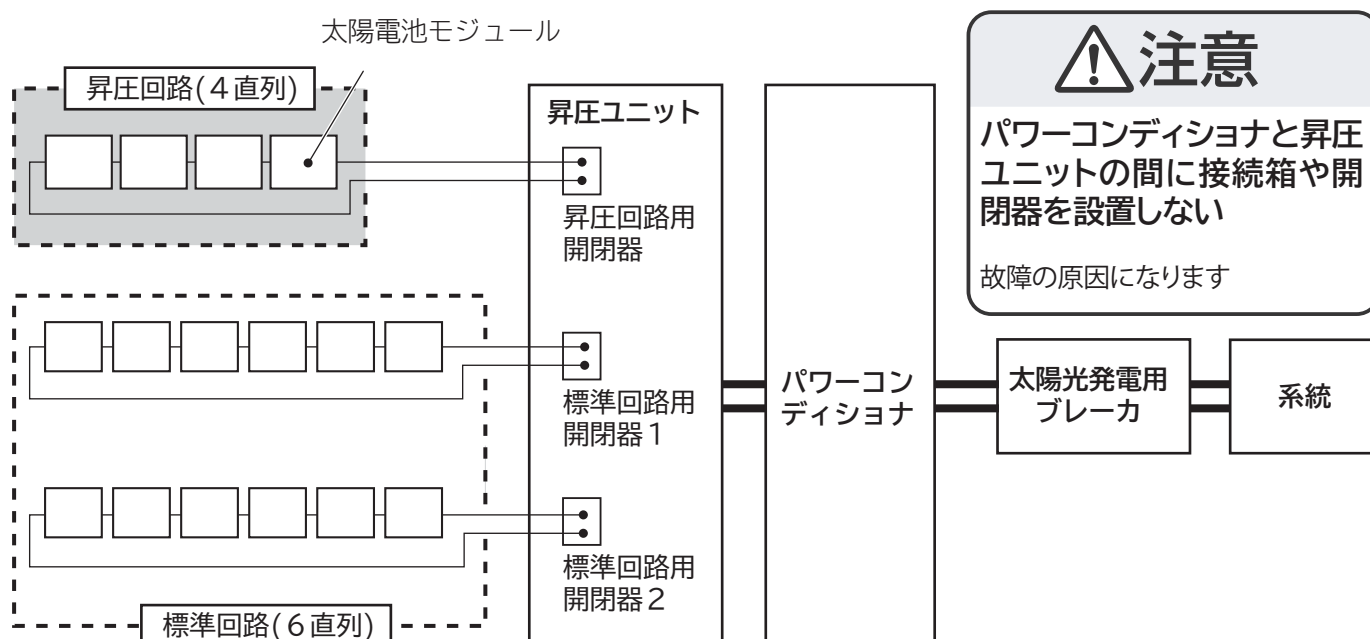 太陽電池モジュール
昇圧回路(4直列)
昇圧ユニット
昇圧回路用
開閉器
標準回路用
開閉器1
標準回路用
開閉器2
標準回路(6直列)
パワーコン
ディショナ
太陽光発電用
ブレーカ
系統
注意
パワーコンディショナと昇圧
ユニットの間に接続箱や開
閉器を設置しない
故障の原因になります